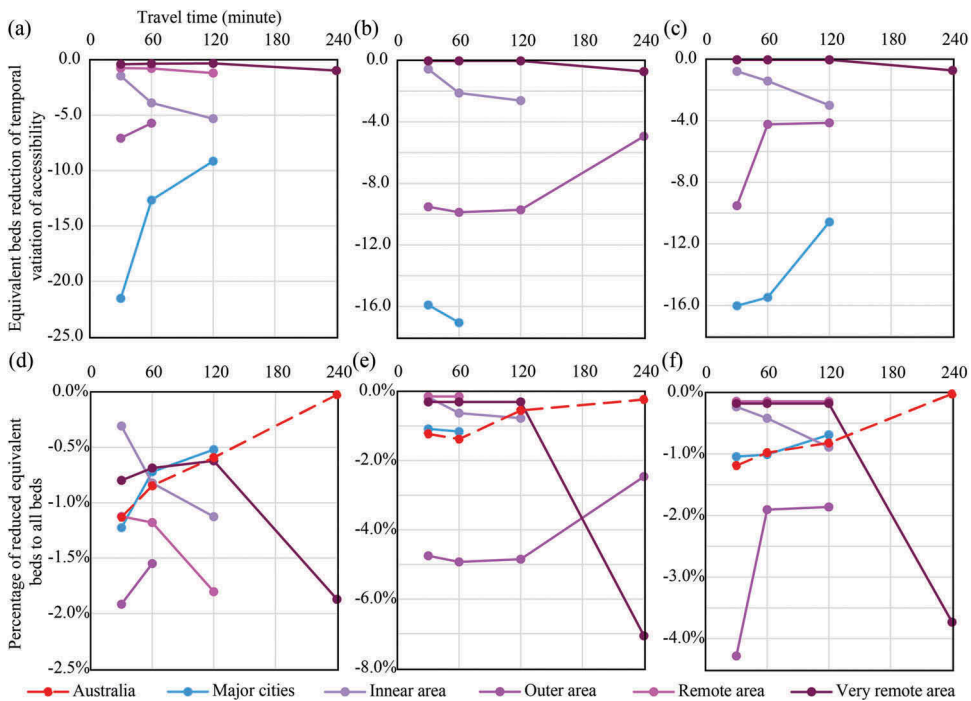 Travel time (minute)
(a)
(b)
(c)
0 60 120 180 240
0 60 120 180 240
0 60 120 180 240
Equivalent beds reduction of temporal
vatiation of accessibility
0.0
-5.0
-10.0
-15.0
-20.0
-25.0
0.0
-4.0
-8.0
-12.0
-16.0
0.0
-4.0
-8.0
-12.0
-16.0
(d)
(e)
(f)
0 60 120 180 240
0 60 120 180 240
0 60 120 180 240
Percentage of reduced equivalent
beds to all beds
0.0%
-0.5%
-1.0%
-1.5%
-2.0%
-2.5%
0.0%
-2.0%
-4.0%
-6.0%
-8.0%
0.0%
-1.0%
-2.0%
-3.0%
-4.0%
Australia Major cities Innear area Outer area Remote area Very remote area